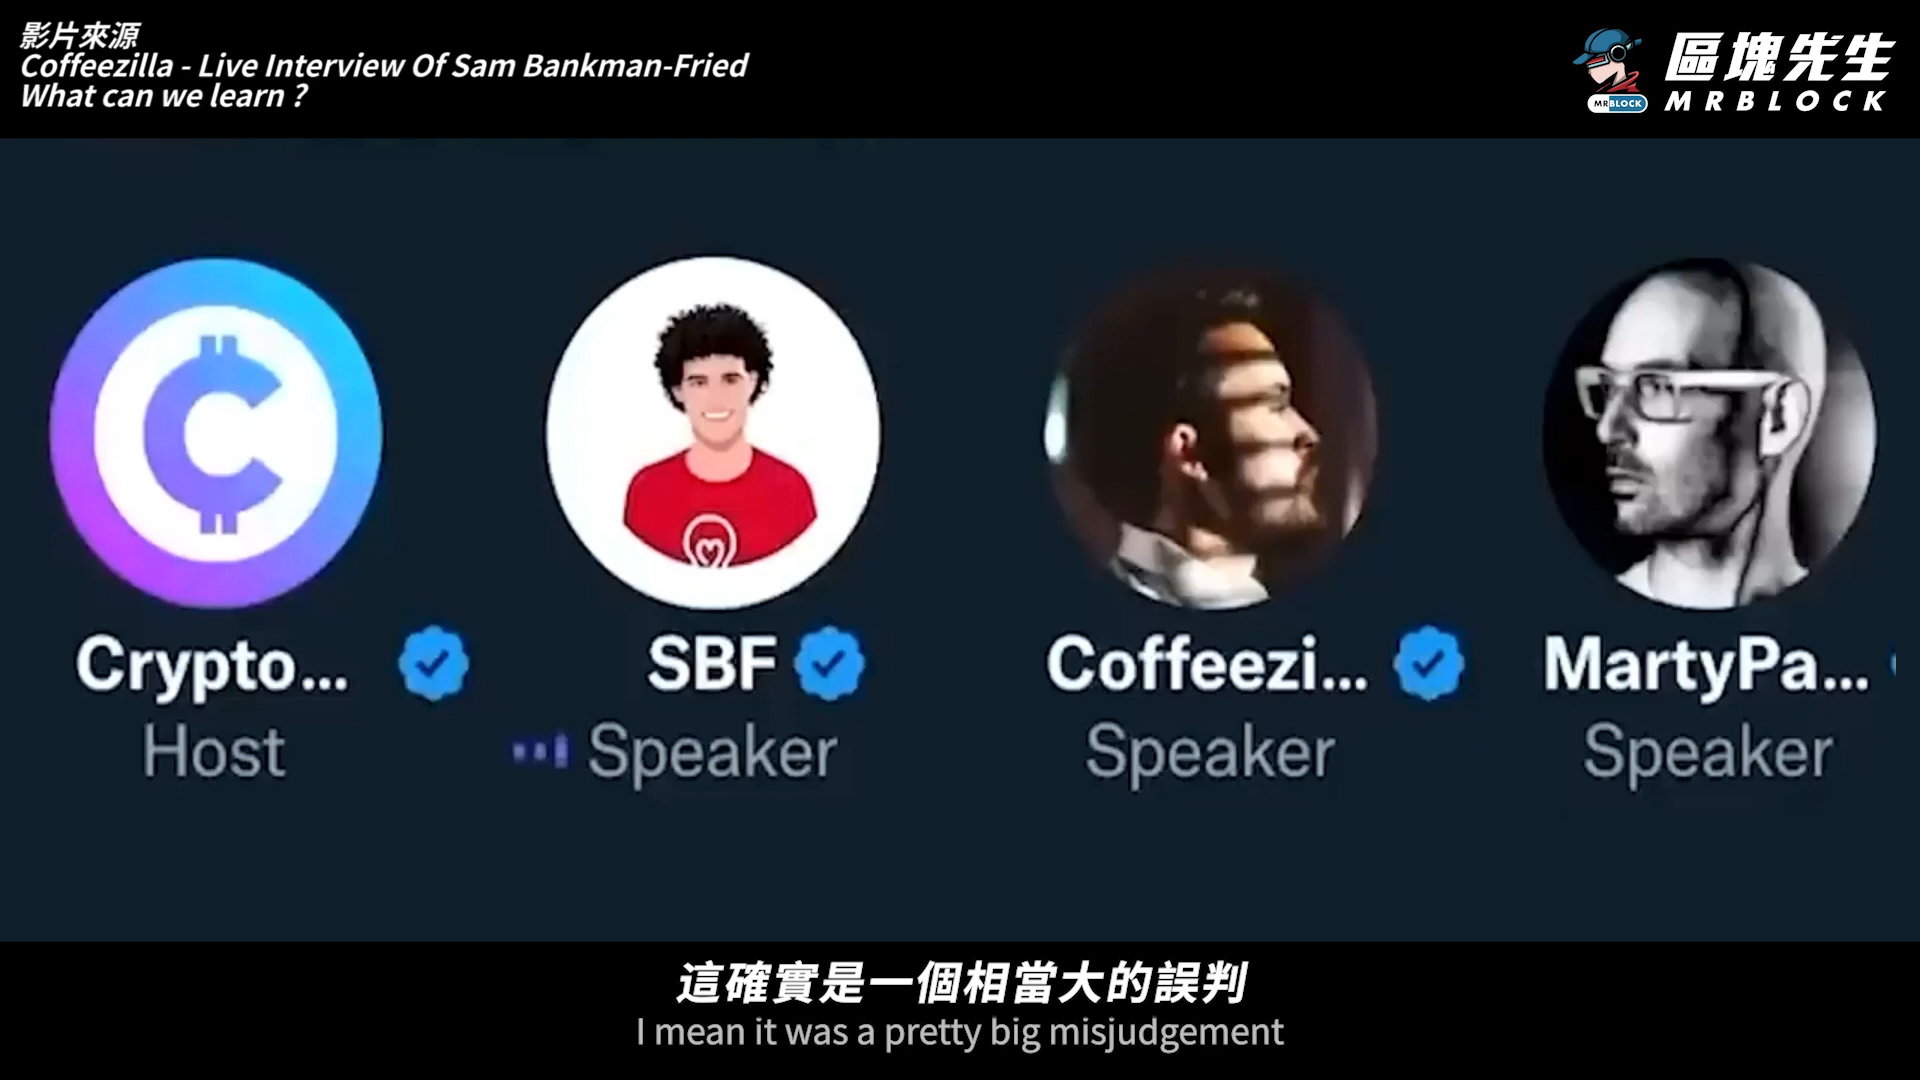 影片來源
Coffeezilla - Live Interview Of Sam Bankman-Fried
What can we learn ?
區塊先生
MRBLOCK
MRBLOCK
Crypto...
Host
SBF
Speaker
Coffeezi...
Speaker
MartyPa...
Speaker
這確實是一個相當大的誤判
I mean it was a pretty big misjudgement